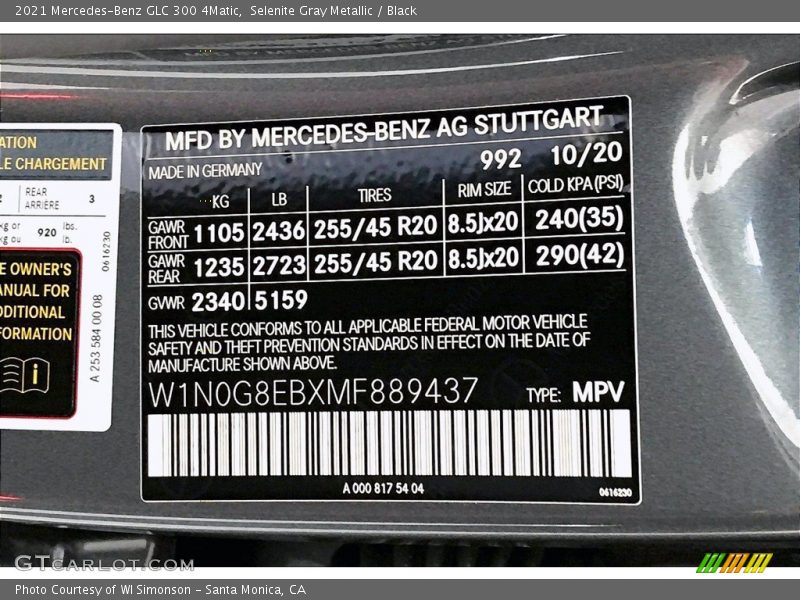 2021 Mercedes-Benz GLC 300 4Matic, Selenite Gray Metallic / Black
ATION
LE CHARGEMENT
REAR
ARRIERE 3
kg or 920 lbs.
kg ou lb.
0616230
E OWNER'S
ANUAL FOR
DDITIONAL
FORMATION
i
A 253 584 00 08
MFD BY MERCEDES-BENZ AG STUTTGART
MADE IN GERMANY 992 10/20
KG LB TIRES RIM SIZE COLD KPA(PSI)
GAWR FRONT 1105 2436 255/45 R20 8.5Jx20 240(35)
GAWR REAR 1235 2723 255/45 R20 8.5Jx20 290(42)
GVWR 2340 5159
THIS VEHICLE CONFORMS TO ALL APPLICABLE FEDERAL MOTOR VEHICLE
SAFETY AND THEFT PREVENTION STANDARDS IN EFFECT ON THE DATE OF
MANUFACTURE SHOWN ABOVE.
W1N0G8EBXMF889437 TYPE: MPV
A 000 817 54 04 0616230
GTCARLOT.COM
Photo Courtesy of WI Simonson - Santa Monica, CA